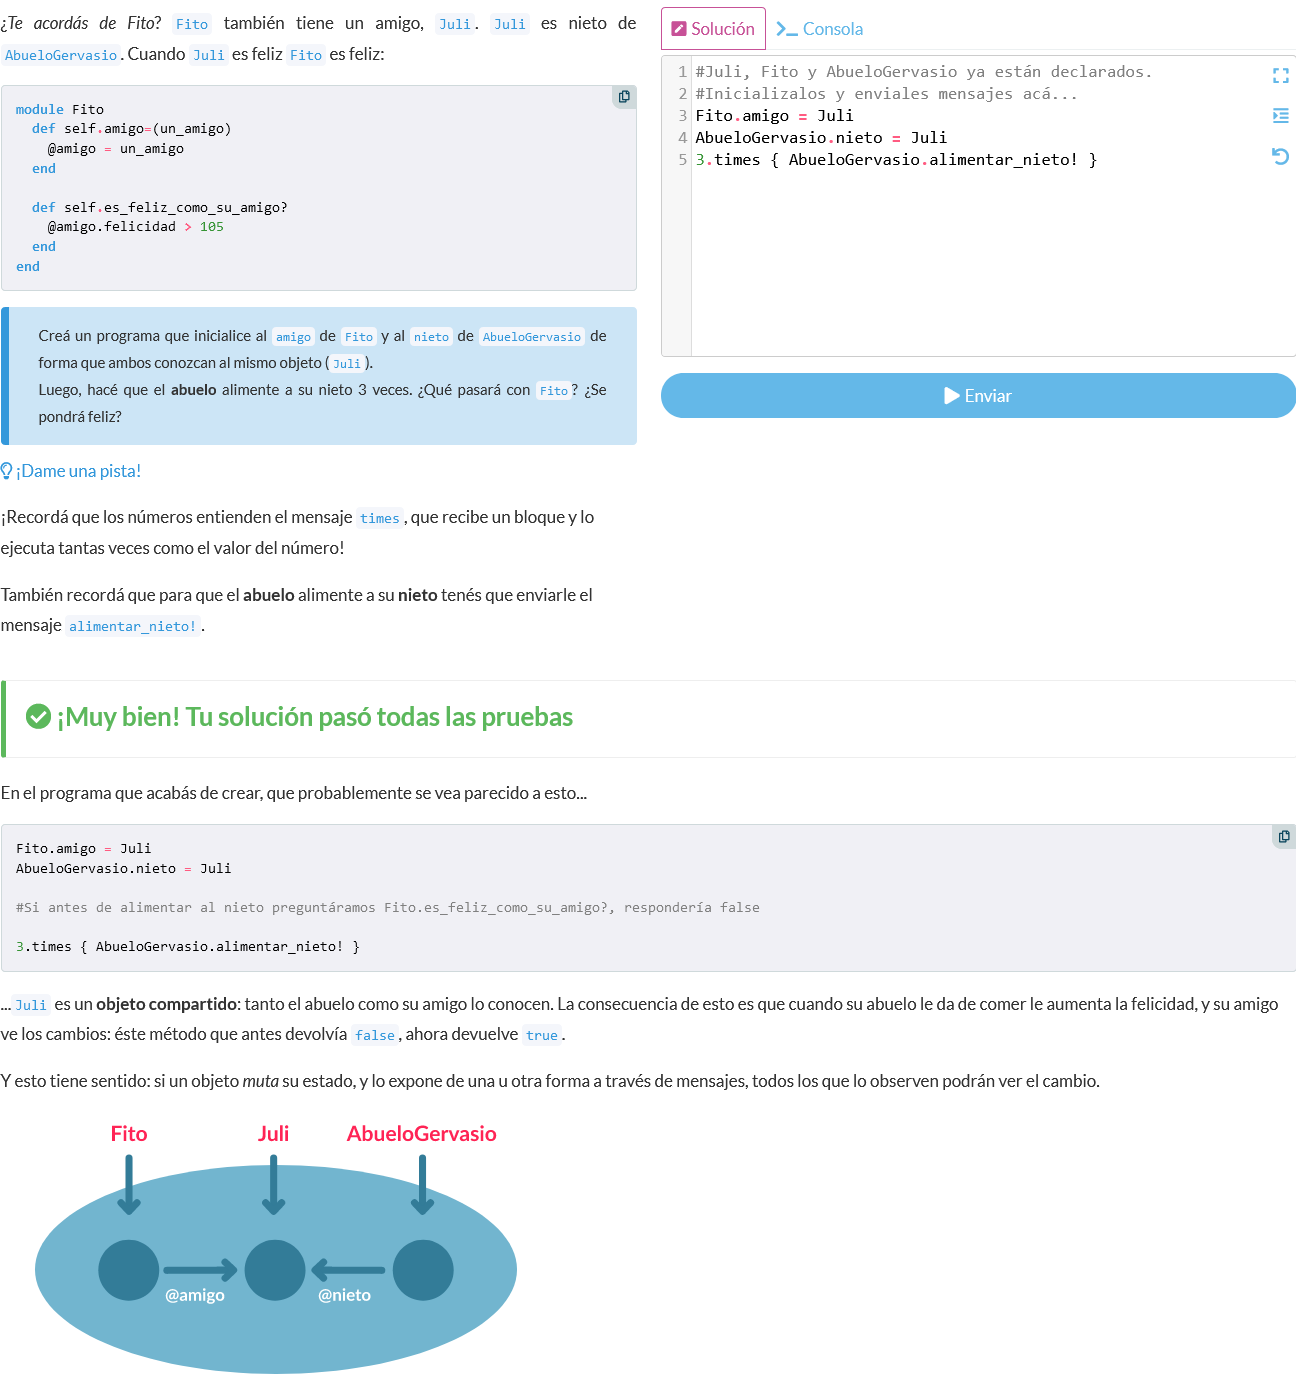 ¿Te acordás de Fito? Fito también tiene un amigo, Juli. Juli es nieto de
AbueloGervasio. Cuando Juli es feliz Fito es feliz:
module Fito
  def self.amigo=(un_amigo)
    @amigo = un_amigo
  end
  def self.es_feliz_como_su_amigo?
    @amigo.felicidad > 105
  end
end
Creá un programa que inicialice al amigo de Fito y al nieto de AbueloGervasio de
forma que ambos conozcan al mismo objeto (Juli).
Luego, hacé que el abuelo alimente a su nieto 3 veces. ¿Qué pasará con Fito? ¿Se
pondrá feliz?
¡Dame una pista!
¡Recordá que los números entienden el mensaje times, que recibe un bloque y lo
ejecuta tantas veces como el valor del número!
También recordá que para que el abuelo alimente a su nieto tenés que enviarle el
mensaje alimentar_nieto!.
Solución Consola
1 #Juli, Fito y AbueloGervasio ya están declarados.
2 #Inicializalos y enviales mensajes acá...
3 Fito.amigo = Juli
4 AbueloGervasio.nieto = Juli
5 3.times { AbueloGervasio.alimentar_nieto! }
Enviar
¡Muy bien! Tu solución pasó todas las pruebas
En el programa que acabás de crear, que probablemente se vea parecido a esto...
Fito.amigo = Juli
AbueloGervasio.nieto = Juli
#Si antes de alimentar al nieto preguntáramos Fito.es_feliz_como_su_amigo?, respondería false
3.times { AbueloGervasio.alimentar_nieto! }
... Juli es un objeto compartido: tanto el abuelo como su amigo lo conocen. La consecuencia de esto es que cuando su abuelo le da de comer le aumenta la felicidad, y su amigo
ve los cambios: éste método que antes devolvía false, ahora devuelve true.
Y esto tiene sentido: si un objeto muta su estado, y lo expone de una u otra forma a través de mensajes, todos los que lo observen podrán ver el cambio.
Fito Juli AbueloGervasio
@amigo @nieto